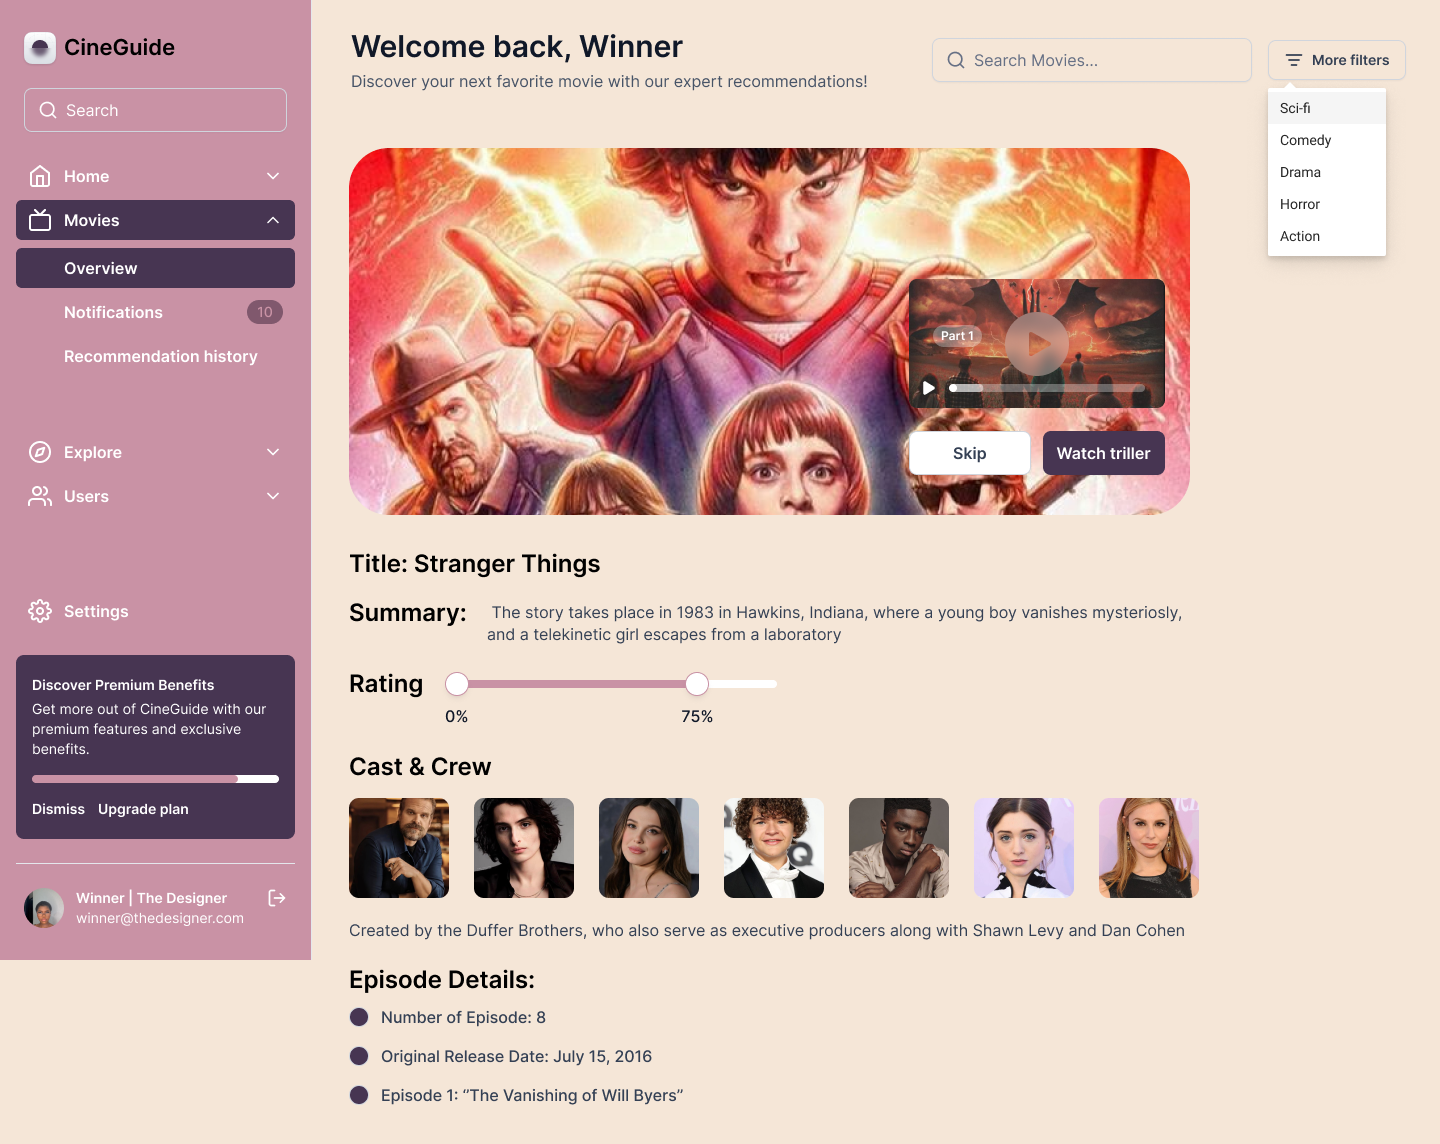 CineGuide
Search
Home
Movies
Overview
Notifications
10
Recommendation history
Explore
Users
Settings
Discover Premium Benefits
Get more out of CineGuide with our
premium features and exclusive
benefits.
Dismiss
Upgrade plan
Winner | The Designer
winner@thedesigner.com
Welcome back, Winner
Discover your next favorite movie with our expert recommendations!
Search Movies...
More filters
Sci-fi
Comedy
Drama
Horror
Action
Part 1
Skip
Watch triller
Title: Stranger Things
Summary:
The story takes place in 1983 in Hawkins, Indiana, where a young boy vanishes mysteriosly,
and a telekinetic girl escapes from a laboratory
Rating
0%
75%
Cast & Crew
Created by the Duffer Brothers, who also serve as executive producers along with Shawn Levy and Dan Cohen
Episode Details:
Number of Episode: 8
Original Release Date: July 15, 2016
Episode 1: “The Vanishing of Will Byers”